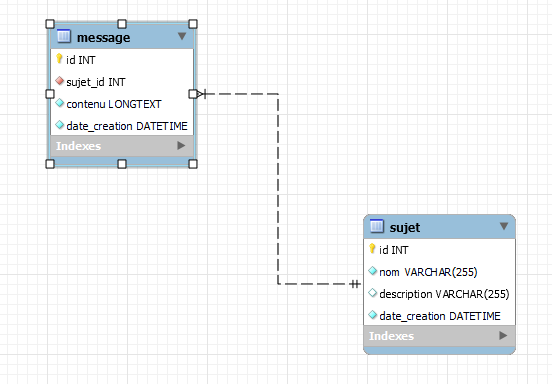 message
id INT
sujet_id INT
contenu LONGTEXT
date_creation DATETIME
Indexes
sujet
id INT
nom VARCHAR(255)
description VARCHAR(255)
date_creation DATETIME
Indexes